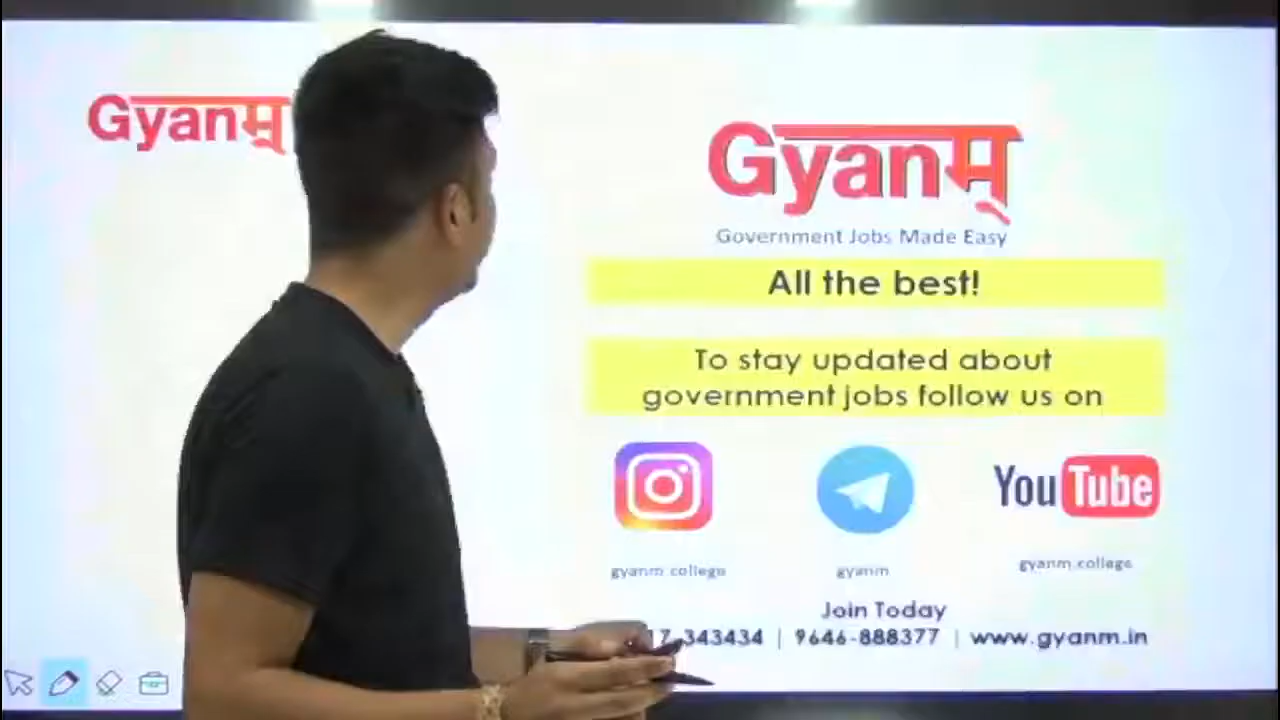 Gyanम्
Gyanम्
Government Jobs Made Easy
All the best!
To stay updated about
government jobs follow us on
YouTube
gyanm.college
gyanm
gyanm.college
Join Today
17-343434 | 9646-888377 | www.gyanm.in